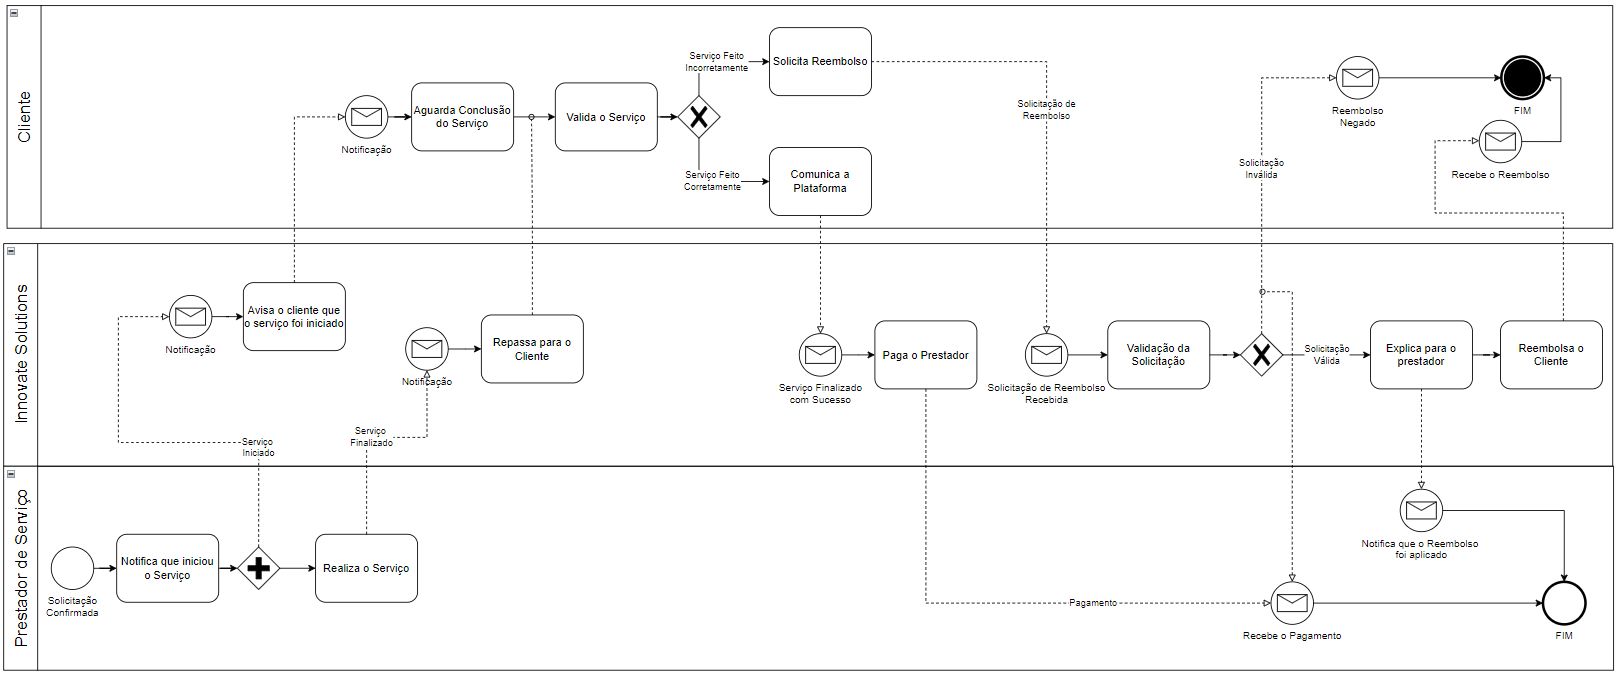 Cliente
Notificação
Aguarda Conclusão
do Serviço
Valida o Serviço
Serviço Feito
Incorretamente
Serviço Feito
Corretamente
Solicita Reembolso
Comunica a
Plataforma
Solicitação de
Reembolso
Solicitação
Inválida
Reembolso
Negado
FIM
Recebe o Reembolso
Innovate Solutions
Notificação
Avisa o cliente que
o serviço foi iniciado
Notificação
Repassa para o
Cliente
Serviço Finalizado
com Sucesso
Paga o Prestador
Solicitação de Reembolso
Recebida
Validação da
Solicitação
Solicitação
Válida
Explica para o
prestador
Reembolsa o
Cliente
Serviço
Iniciado
Serviço
Finalizado
Prestador de Serviço
Solicitação
Confirmada
Notifica que iniciou
o Serviço
Realiza o Serviço
Pagamento
Recebe o Pagamento
Notifica que o Reembolso
foi aplicado
FIM